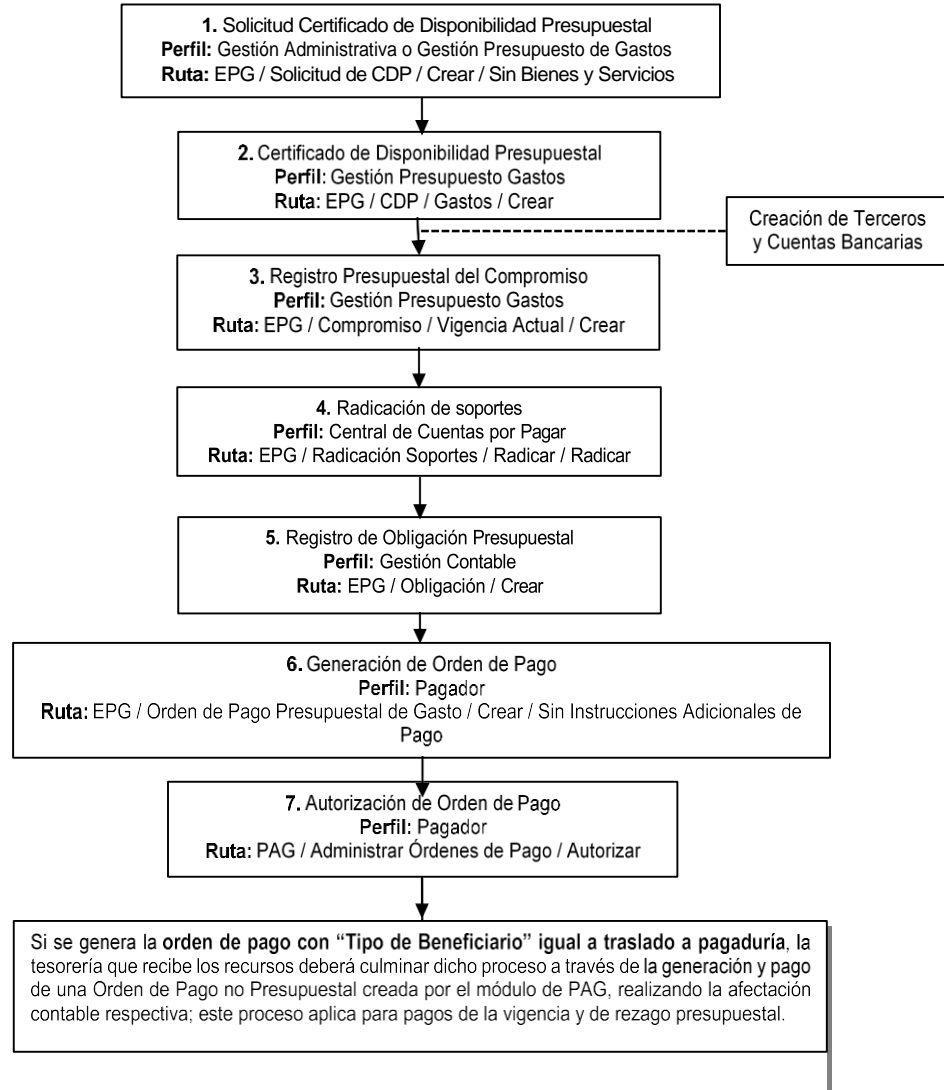 1. Solicitud Certificado de Disponibilidad Presupuestal
Perfil: Gestión Administrativa o Gestión Presupuesto de Gastos
Ruta: EPG / Solicitud de CDP / Crear / Sin Bienes y Servicios
2. Certificado de Disponibilidad Presupuestal
Perfil: Gestión Presupuesto Gastos
Ruta: EPG / CDP / Gastos / Crear
Creación de Terceros
y Cuentas Bancarias
3. Registro Presupuestal del Compromiso
Perfil: Gestión Presupuesto Gastos
Ruta: EPG / Compromiso / Vigencia Actual / Crear
4. Radicación de soportes
Perfil: Central de Cuentas por Pagar
Ruta: EPG / Radicación Soportes / Radicar / Radicar
5. Registro de Obligación Presupuestal
Perfil: Gestión Contable
Ruta: EPG / Obligación / Crear
6. Generación de Orden de Pago
Perfil: Pagador
Ruta: EPG / Orden de Pago Presupuestal de Gasto / Crear / Sin Instrucciones Adicionales de
Pago
7. Autorización de Orden de Pago
Perfil: Pagador
Ruta: PAG / Administrar Órdenes de Pago / Autorizar
Si se genera la orden de pago con “Tipo de Beneficiario” igual a traslado a pagaduría, la
tesorería que recibe los recursos deberá culminar dicho proceso a través de la generación y pago
de una Orden de Pago no Presupuestal creada por el módulo de PAG, realizando la afectación
contable respectiva; este proceso aplica para pagos de la vigencia y de rezago presupuestal.